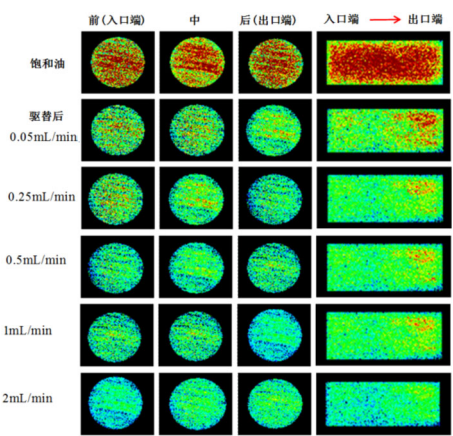 前(入口端) 中 后(出口端) 入口端 出口端
饱和油
驱替后
0.05mL/min
0.25mL/min
0.5mL/min
1mL/min
2mL/min